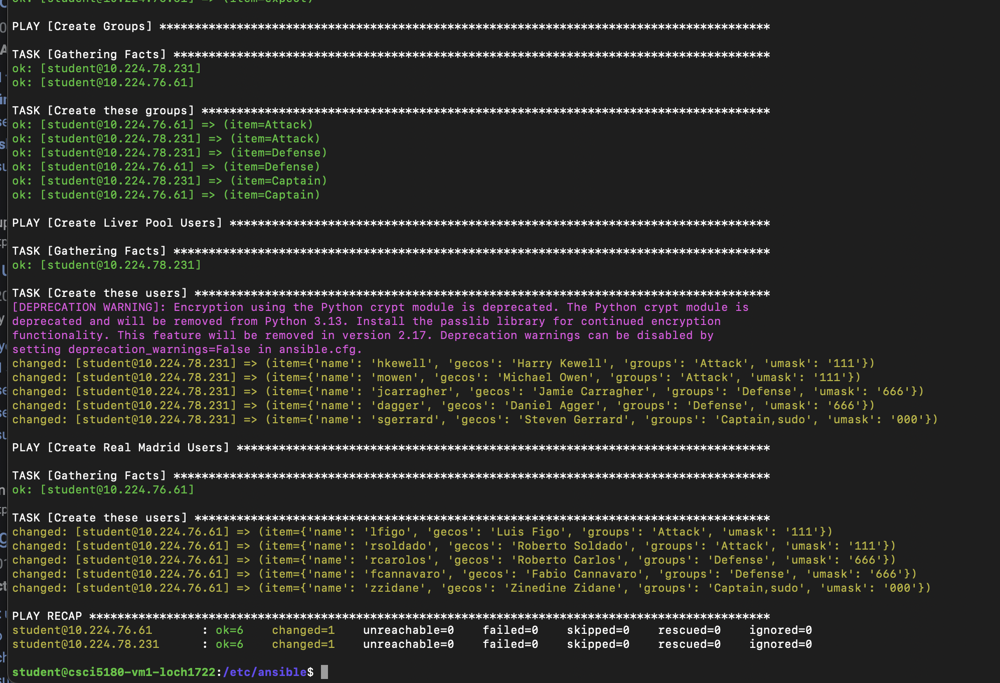 ok: [student@10.224.76.61] => (item=expect)
PLAY [Create Groups] ***************************************************************************************
TASK [Gathering Facts] *************************************************************************************
ok: [student@10.224.78.231]
ok: [student@10.224.76.61]
TASK [Create these groups] *********************************************************************************
ok: [student@10.224.76.61] => (item=Attack)
ok: [student@10.224.78.231] => (item=Attack)
ok: [student@10.224.78.231] => (item=Defense)
ok: [student@10.224.76.61] => (item=Defense)
ok: [student@10.224.78.231] => (item=Captain)
ok: [student@10.224.76.61] => (item=Captain)
PLAY [Create Liver Pool Users] *****************************************************************************
TASK [Gathering Facts] *************************************************************************************
ok: [student@10.224.78.231]
TASK [Create these users] **********************************************************************************
[DEPRECATION WARNING]: Encryption using the Python crypt module is deprecated. The Python crypt module is
deprecated and will be removed from Python 3.13. Install the passlib library for continued encryption
functionality. This feature will be removed in version 2.17. Deprecation warnings can be disabled by
setting deprecation_warnings=False in ansible.cfg.
changed: [student@10.224.78.231] => (item={'name': 'hkewell', 'gecos': 'Harry Kewell', 'groups': 'Attack', 'umask': '111'})
changed: [student@10.224.78.231] => (item={'name': 'mowen', 'gecos': 'Michael Owen', 'groups': 'Attack', 'umask': '111'})
changed: [student@10.224.78.231] => (item={'name': 'jcarragher', 'gecos': 'Jamie Carragher', 'groups': 'Defense', 'umask': '666'})
changed: [student@10.224.78.231] => (item={'name': 'dagger', 'gecos': 'Daniel Agger', 'groups': 'Defense', 'umask': '666'})
changed: [student@10.224.78.231] => (item={'name': 'sgerrard', 'gecos': 'Steven Gerrard', 'groups': 'Captain,sudo', 'umask': '000'})
PLAY [Create Real Madrid Users] ****************************************************************************
TASK [Gathering Facts] *************************************************************************************
ok: [student@10.224.76.61]
TASK [Create these users] **********************************************************************************
changed: [student@10.224.76.61] => (item={'name': 'lfigo', 'gecos': 'Luis Figo', 'groups': 'Attack', 'umask': '111'})
changed: [student@10.224.76.61] => (item={'name': 'rsoldado', 'gecos': 'Roberto Soldado', 'groups': 'Attack', 'umask': '111'})
changed: [student@10.224.76.61] => (item={'name': 'rcarolos', 'gecos': 'Roberto Carlos', 'groups': 'Defense', 'umask': '666'})
changed: [student@10.224.76.61] => (item={'name': 'fcannavaro', 'gecos': 'Fabio Cannavaro', 'groups': 'Defense', 'umask': '666'})
changed: [student@10.224.76.61] => (item={'name': 'zzidane', 'gecos': 'Zinedine Zidane', 'groups': 'Captain,sudo', 'umask': '000'})
PLAY RECAP *************************************************************************************************
student@10.224.76.61 : ok=6 changed=1 unreachable=0 failed=0 skipped=0 rescued=0 ignored=0
student@10.224.78.231 : ok=6 changed=1 unreachable=0 failed=0 skipped=0 rescued=0 ignored=0
student@csci5180-vm1-loch1722:/etc/ansible$